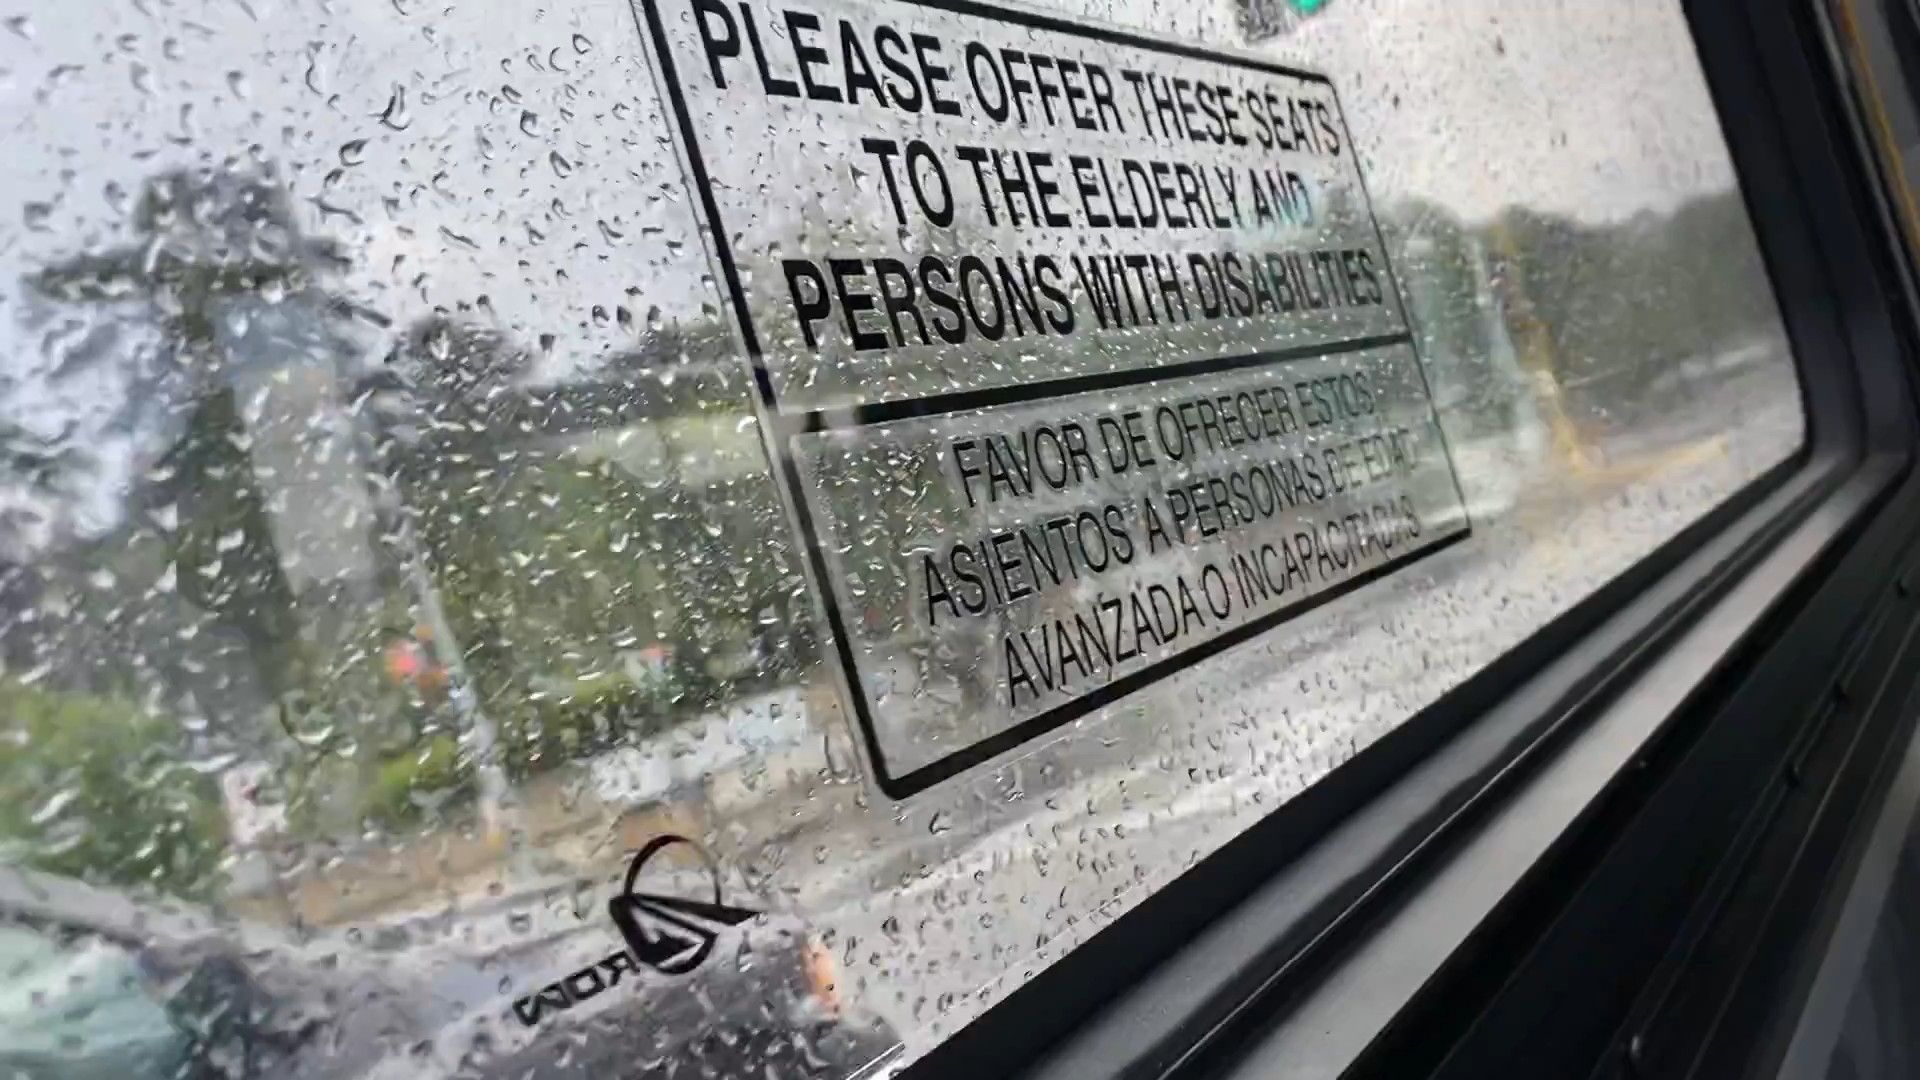 PLEASE OFFER THESE SEATS
TO THE ELDERLY AND
PERSONS WITH DISABILITIES
FAVOR DE OFRECER ESTOS
ASIENTOS A PERSONAS DE EDAD
AVANZADA O INCAPACITADAS